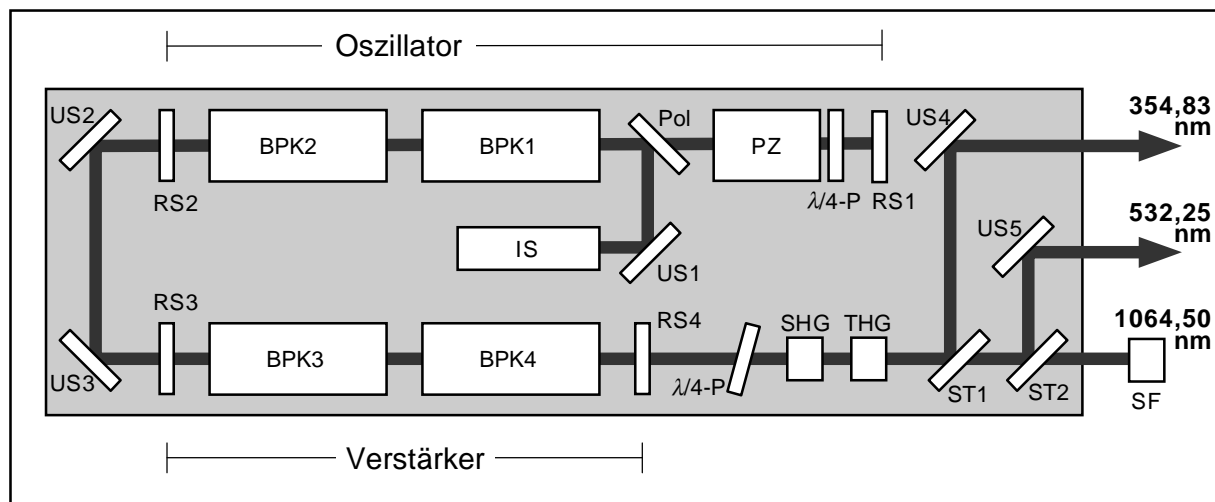 Oszillator
US2
Pol
US4
354,83
nm
BPK2
BPK1
PZ
RS2
λ/4-P
RS1
532,25
nm
US5
IS
US1
RS3
RS4
SHG
THG
1064,50
nm
BPK3
BPK4
US3
λ/4-P
ST1
ST2
SF
Verstärker